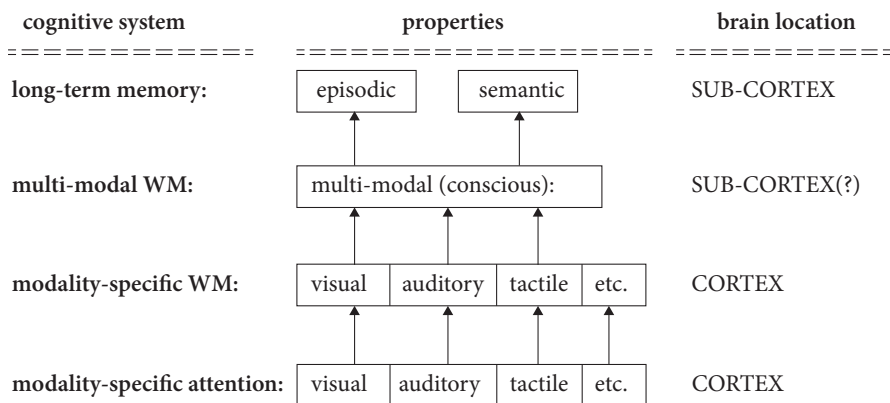 cognitive system properties brain location
long-term memory: episodic semantic SUB-CORTEX
multi-modal WM: multi-modal (conscious): SUB-CORTEX(?)
modality-specific WM: visual auditory tactile etc. CORTEX
modality-specific attention: visual auditory tactile etc. CORTEX